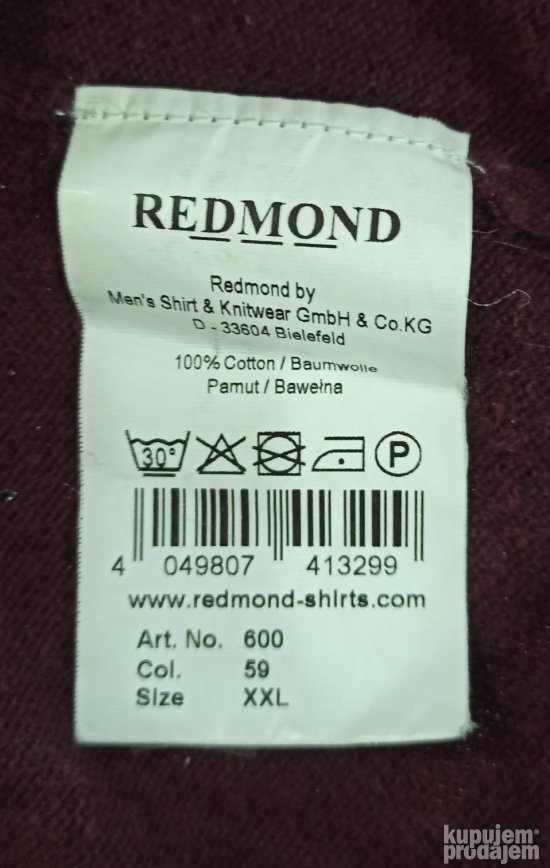 REDMOND
Redmond by
Men's Shirt & Knitwear GmbH & Co.KG
D - 33604 Bielefeld
100% Cotton / Baumwolle
Pamut / Bawełna
30°
P
4 049807 413299
www.redmond-shirts.com
Art. No. 600
Col. 59
Size XXL
kupujem
prodajem